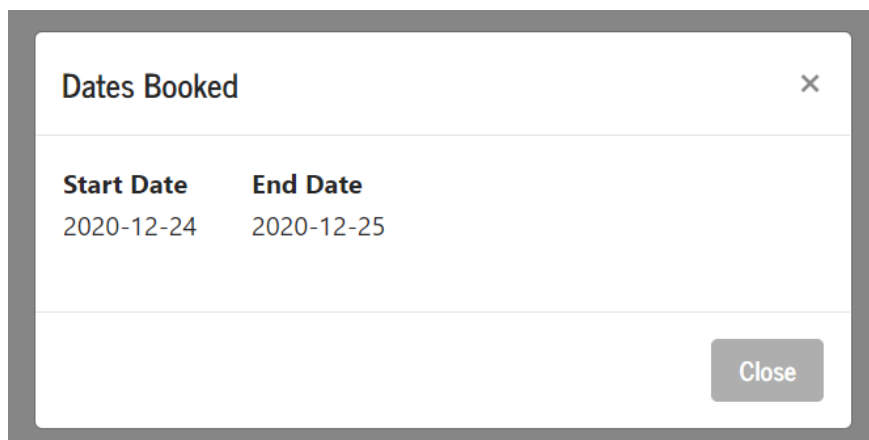 Dates Booked ×
Start Date End Date
2020-12-24 2020-12-25
Close